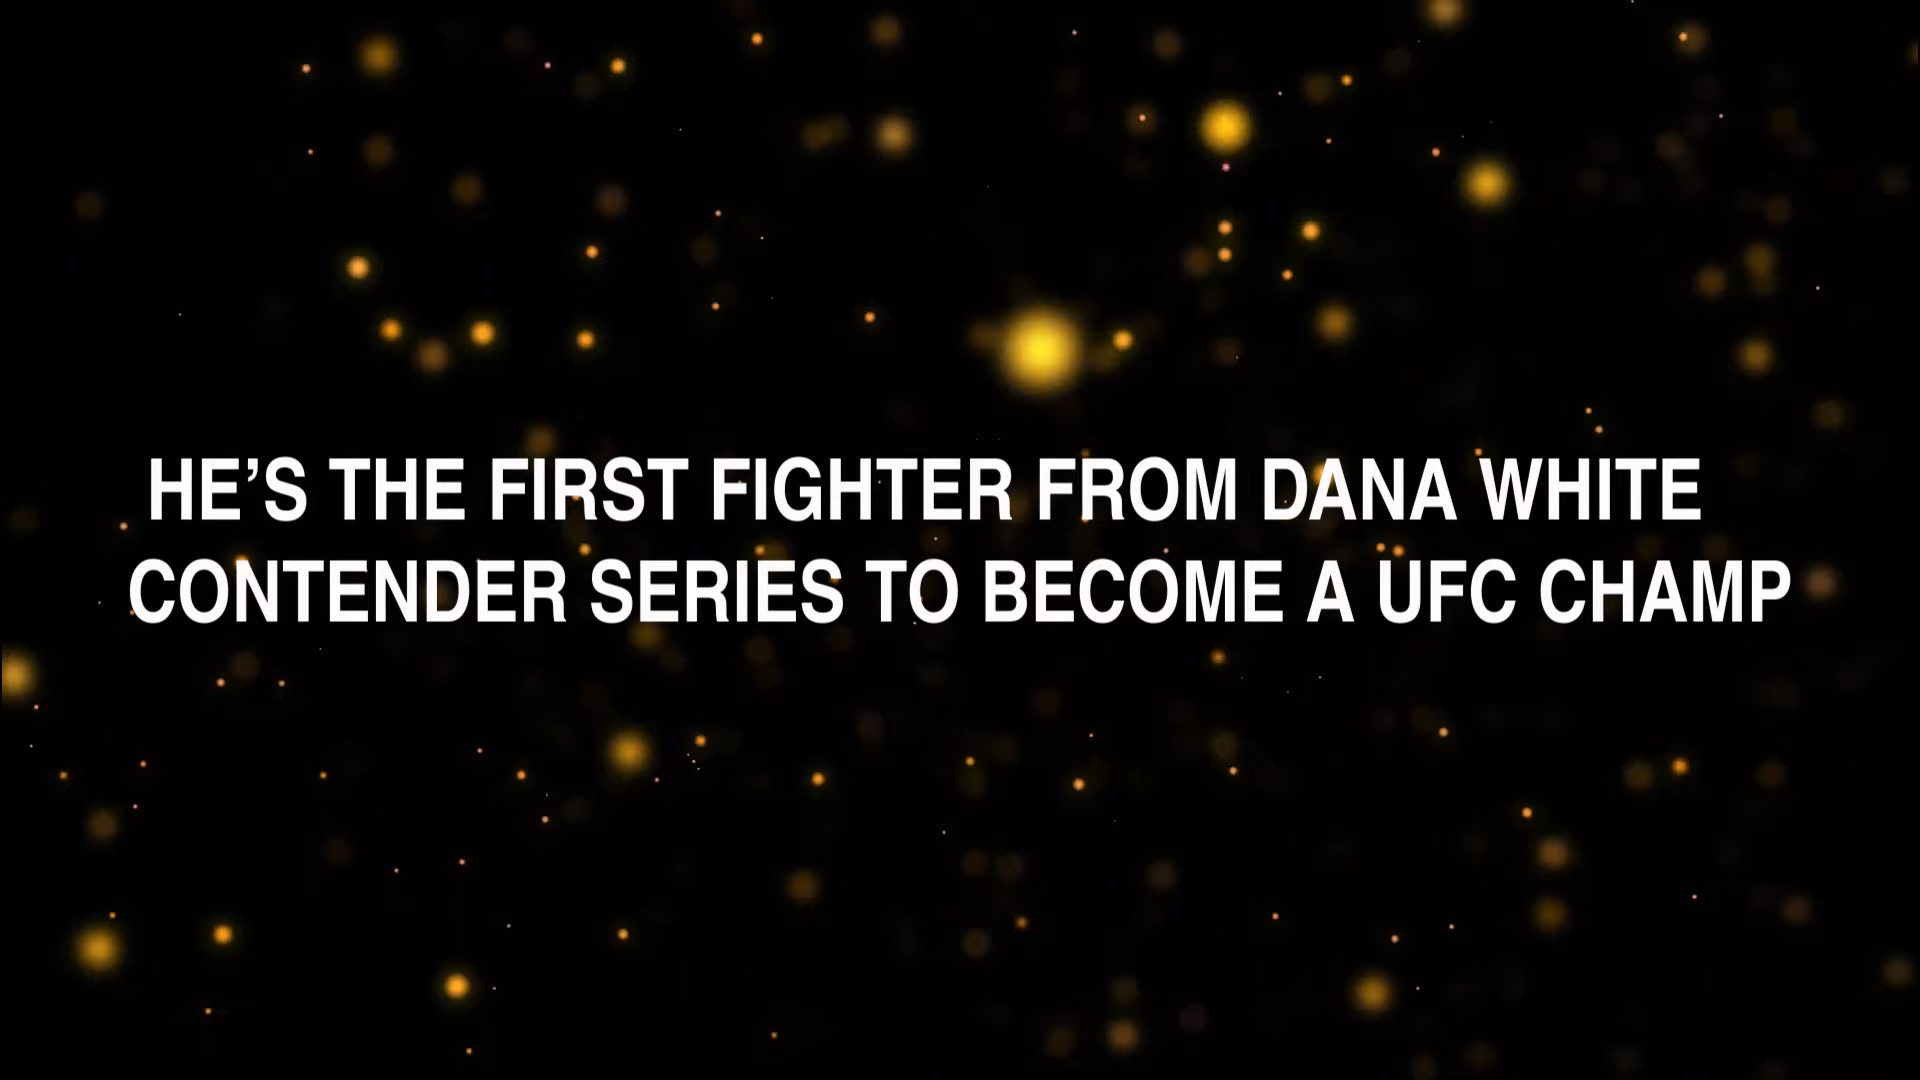 HE’S THE FIRST FIGHTER FROM DANA WHITE
CONTENDER SERIES TO BECOME A UFC CHAMP